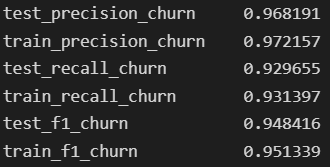 test_precision_churn 0.968191
train_precision_churn 0.972157
test_recall_churn 0.929655
train_recall_churn 0.931397
test_f1_churn 0.948416
train_f1_churn 0.951339